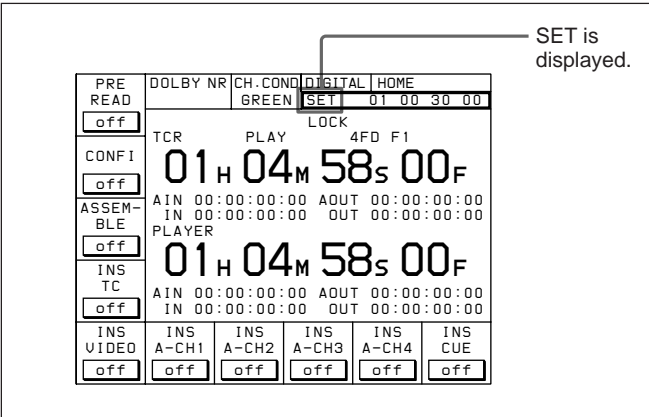 SET is
displayed.
PRE
READ
off
DOLBY NR CH.COND DIGITAL HOME
GREEN SET 01 00 30 00
LOCK
TCR PLAY 4FD F1
01H 04M 58S 00F
AIN 00:00:00:00 AOUT 00:00:00:00
IN 00:00:00:00 OUT 00:00:00:00
PLAYER
01H 04M 58S 00F
AIN 00:00:00:00 AOUT 00:00:00:00
IN 00:00:00:00 OUT 00:00:00:00
CONFI
off
ASSEM-
BLE
off
INS
TC
off
INS
VIDEO
off
INS
A-CH1
off
INS
A-CH2
off
INS
A-CH3
off
INS
A-CH4
off
INS
CUE
off